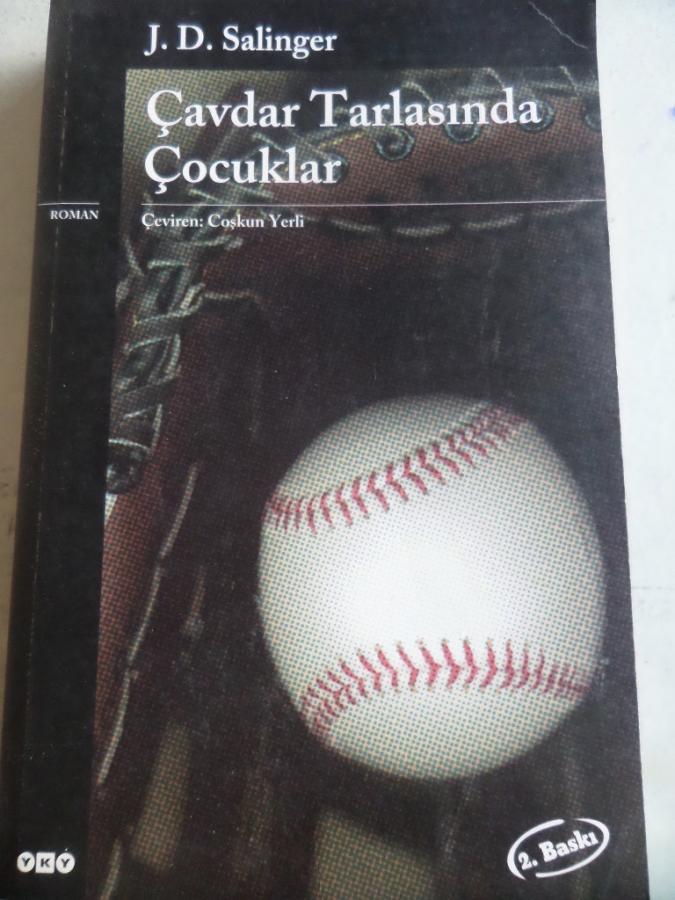 J. D. Salinger
Çavdar Tarlasında
Çocuklar
ROMAN
Çeviren: Coşkun Yerli
YKY
2. Baskı